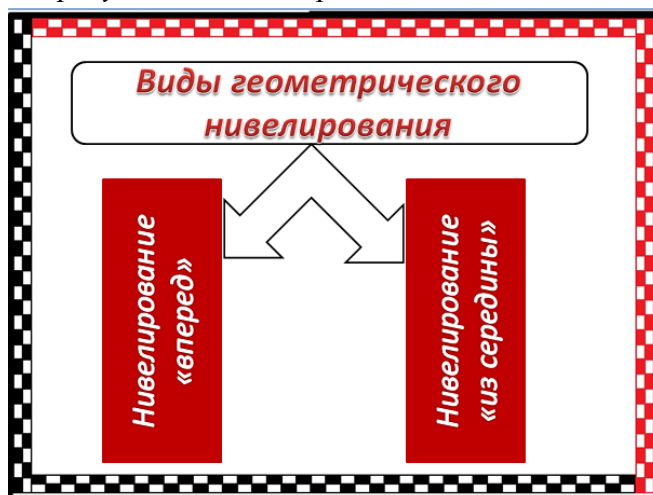 Виды геометрического
нивелирования
Нивелирование
«вперед»
Нивелирование
«из середины»